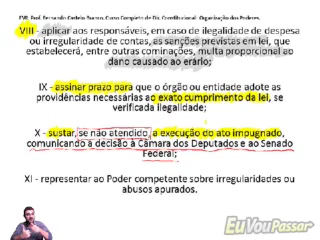 EVP. Prof. Fernando Castelo Branco. Curso Completo de Dir. Constitucional. Organização dos Poderes.
VIII - aplicar aos responsáveis, em caso de ilegalidade de despesa
ou irregularidade de contas, as sanções previstas em lei, que
estabelecerá, entre outras cominações, multa proporcional ao
dano causado ao erário;
IX - assinar prazo para que o órgão ou entidade adote as
providências necessárias ao exato cumprimento da lei, se
verificada ilegalidade;
X - sustar, se não atendido, a execução do ato impugnado,
comunicando a decisão à Câmara dos Deputados e ao Senado
Federal;
XI - representar ao Poder competente sobre irregularidades ou
abusos apurados.
EuVouPassar